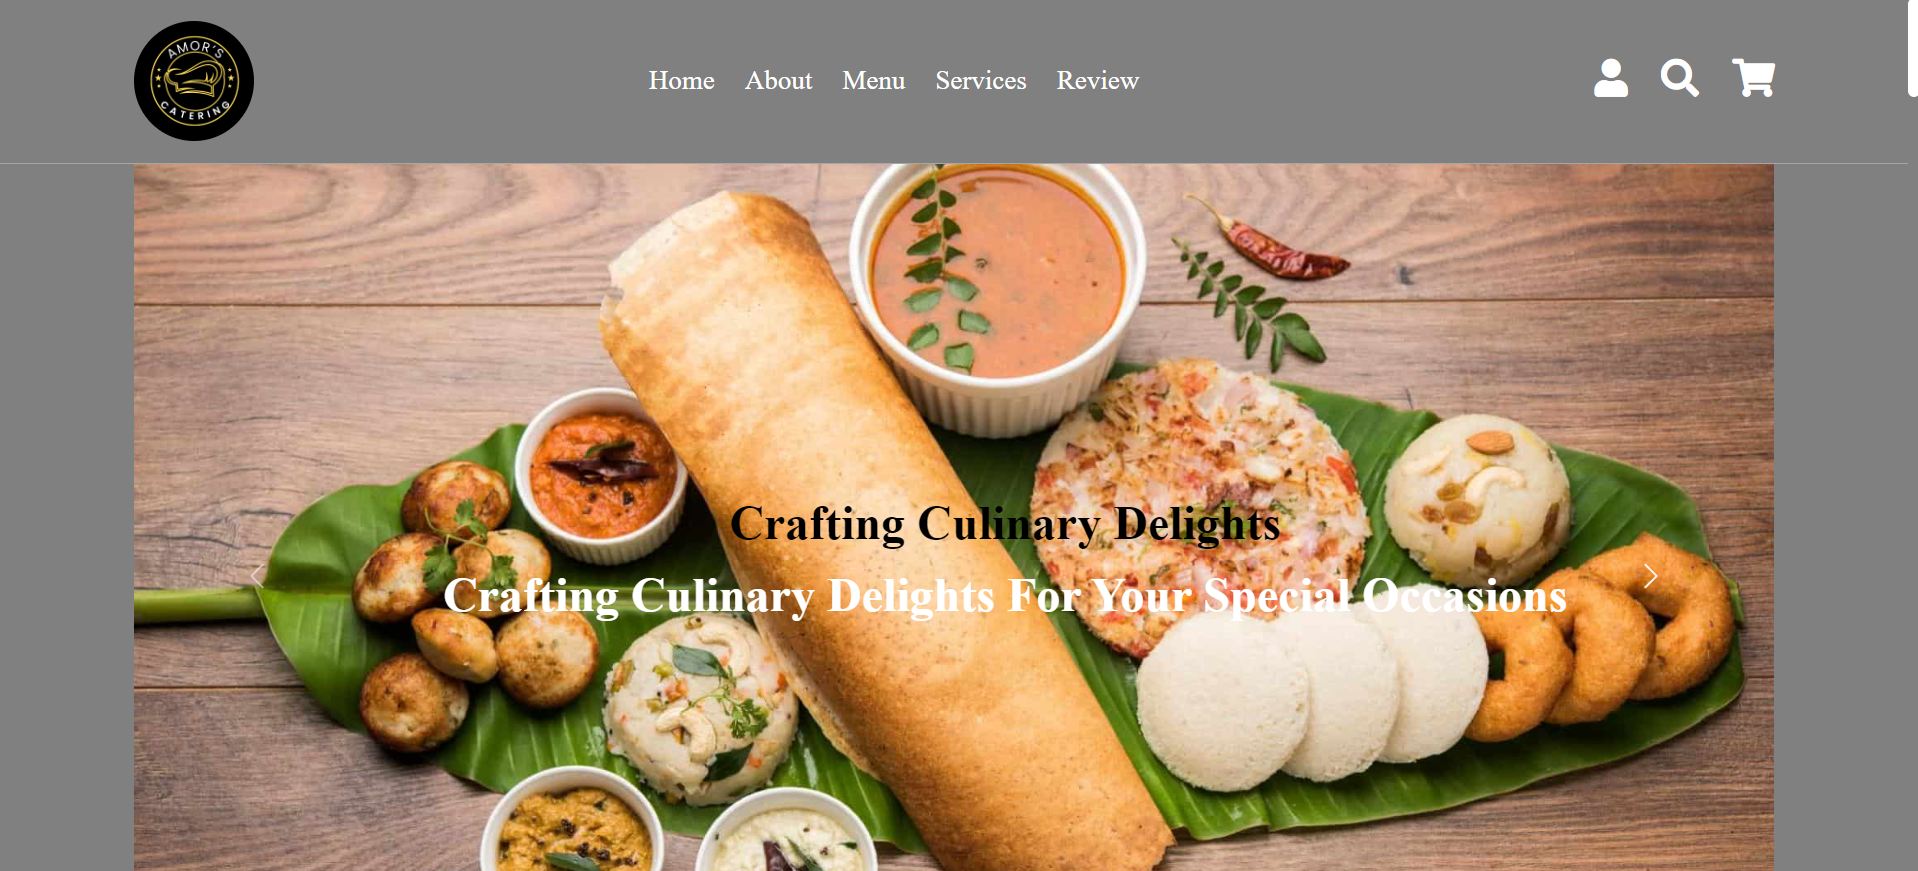 AMOR'S
CATERING
Home About Menu Services Review
Crafting Culinary Delights
Crafting Culinary Delights For Your Special Occasions